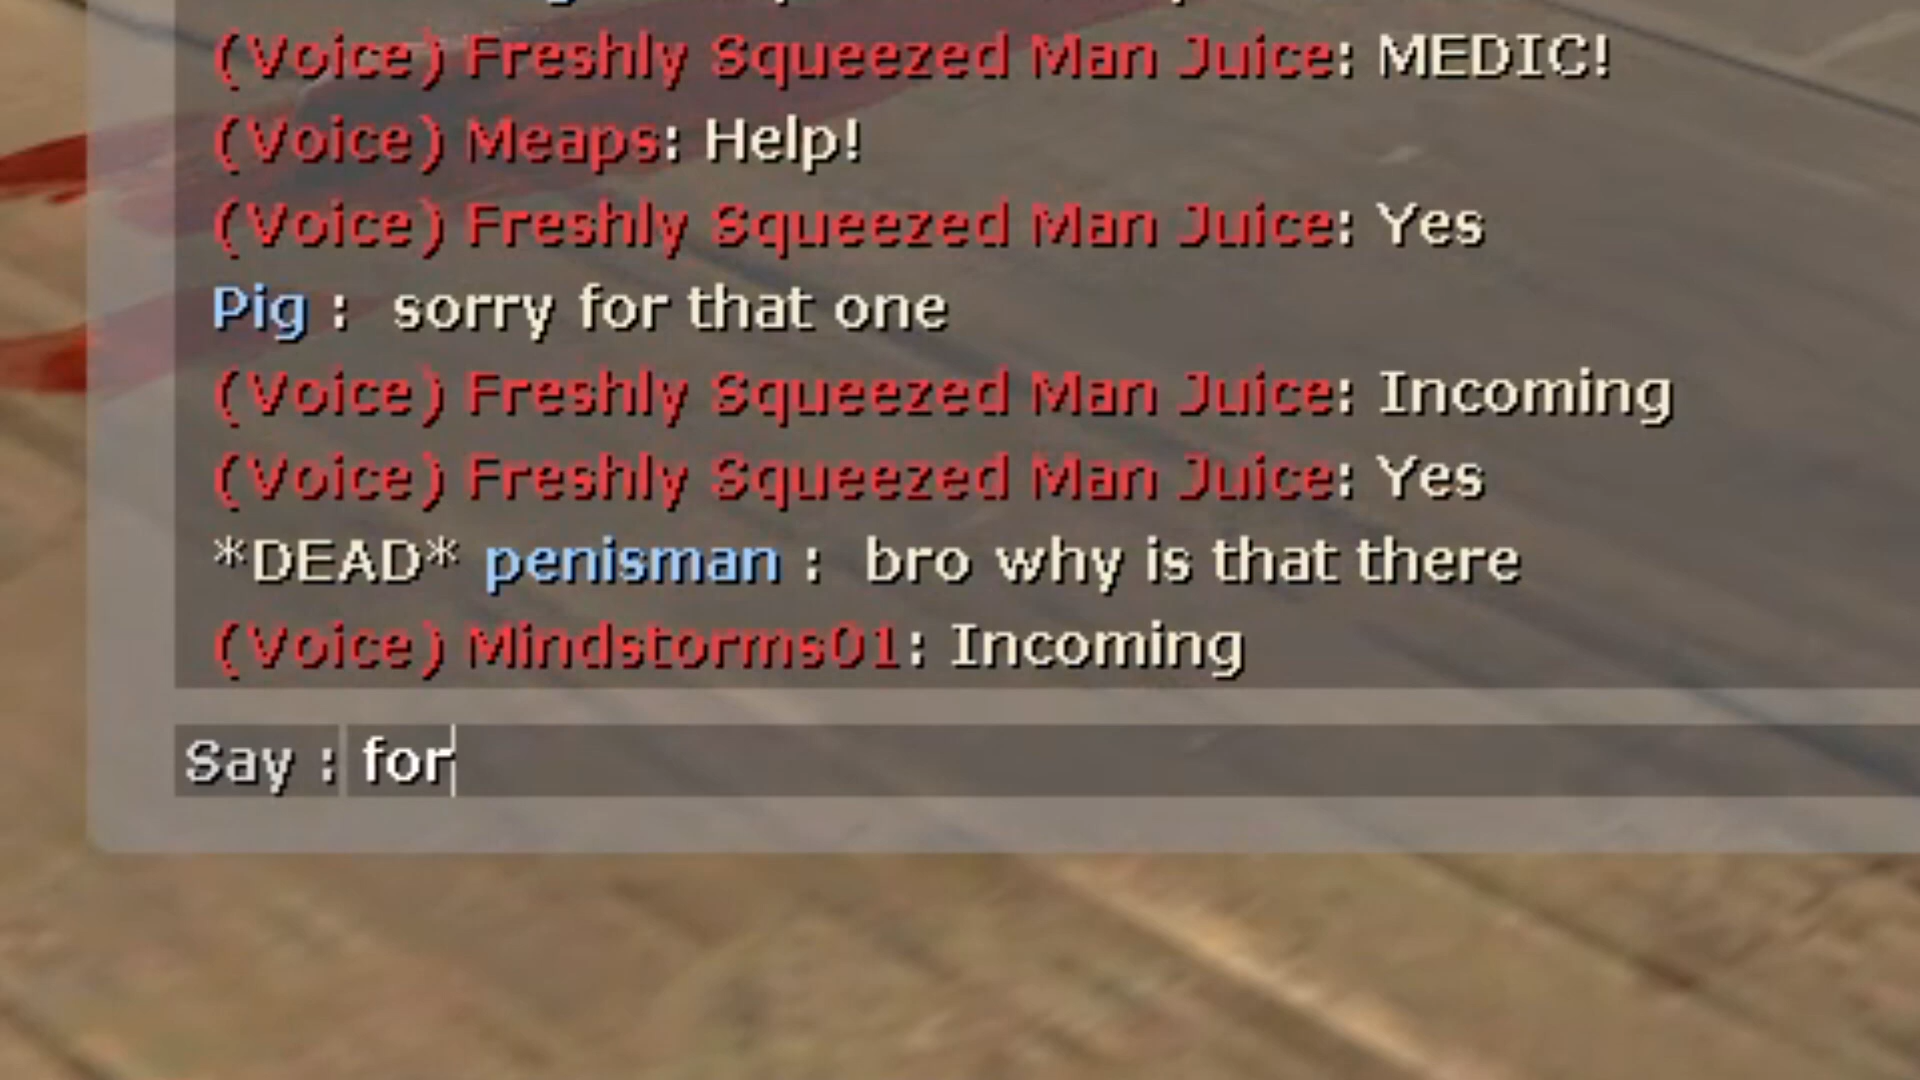 (Voice) Freshly Squeezed Man Juice: MEDIC!
(Voice) Meaps: Help!
(Voice) Freshly Squeezed Man Juice: Yes
Pig :  sorry for that one
(Voice) Freshly Squeezed Man Juice: Incoming
(Voice) Freshly Squeezed Man Juice: Yes
*DEAD* penisman :  bro why is that there
(Voice) Mindstorms01: Incoming
Say : for